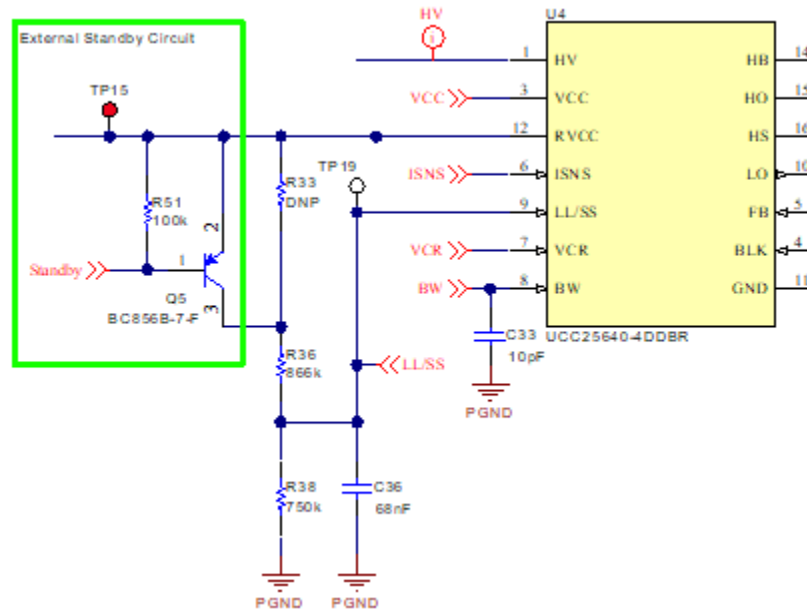 External Standby Circuit
TP15
R51
100k
Standby
1
2
3
Q5
BC856B-7-F
R33
DNP
R36
866k
R38
750k
PGND
TP19
LL/SS
C36
68nF
PGND
HV
1
VCC
3
12
ISNS
6
9
VCR
7
BW
8
C33
10pF
PGND
U4
HV
VCC
RVCC
ISNS
LL/SS
VCR
BW
HB
HO
HS
LO
FB
BLK
GND
14
15
16
10
5
4
11
UCC25640-4DDBR